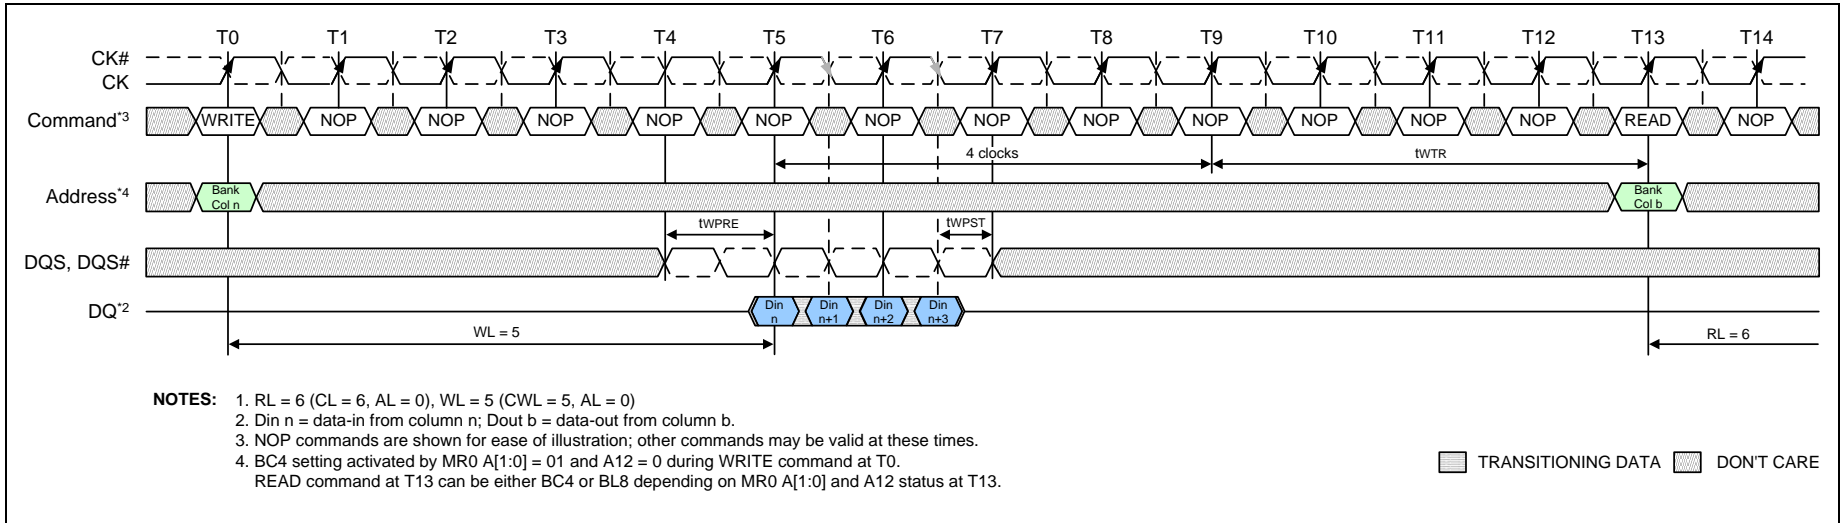 T0 T1 T2 T3 T4 T5 T6 T7 T8 T9 T10 T11 T12 T13 T14
CK#
CK
Command*3 WRITE NOP NOP NOP NOP NOP NOP NOP NOP NOP NOP NOP NOP READ NOP
4 clocks tWTR
Address*4 Bank Col n Bank Col b
tWPRE tWPST
DQS, DQS#
DQ*2 Din n Din n+1 Din n+2 Din n+3
WL = 5 RL = 6
NOTES: 1. RL = 6 (CL = 6, AL = 0), WL = 5 (CWL = 5, AL = 0)
2. Din n = data-in from column n; Dout b = data-out from column b.
3. NOP commands are shown for ease of illustration; other commands may be valid at these times.
4. BC4 setting activated by MR0 A[1:0] = 01 and A12 = 0 during WRITE command at T0.
READ command at T13 can be either BC4 or BL8 depending on MR0 A[1:0] and A12 status at T13.
TRANSITIONING DATA DON'T CARE